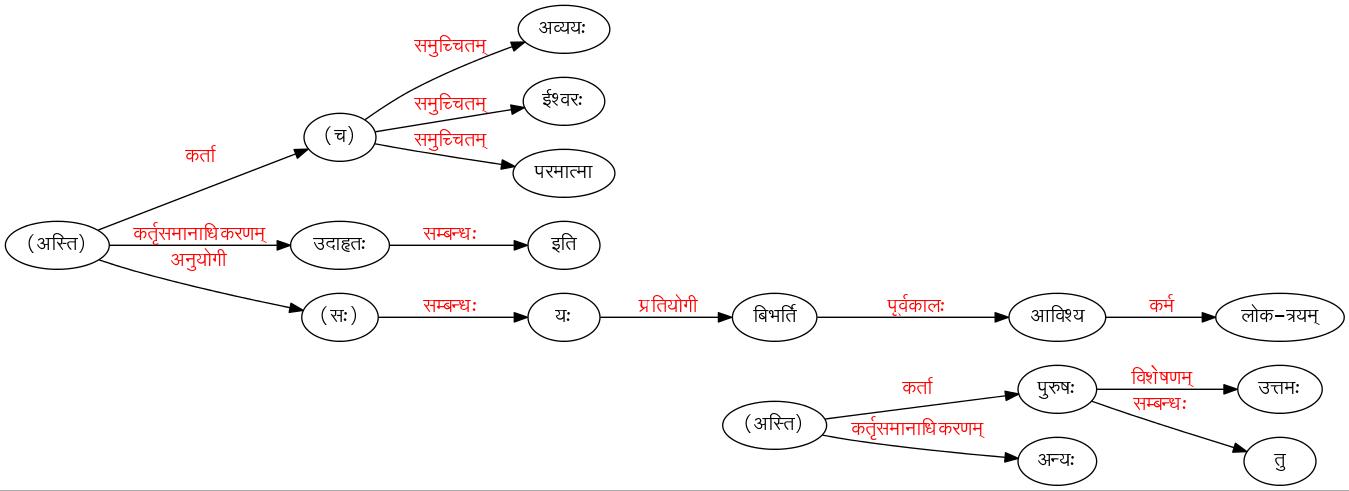 अव्ययः
समुच्चितम्
समुच्चितम्
ईश्वरः
(च)
समुच्चितम्
कर्ता
परमात्मा
(अस्ति)
कर्तृसमानाधिकरणम्
उदाहृतः
सम्बन्धः
इति
अनुयोगी
(सः)
सम्बन्धः
यः
प्रतियोगी
बिभर्ति
पूर्वकालः
आविश्य
कर्म
लोक-त्रयम्
(अस्ति)
कर्ता
पुरुषः
विशेषणम्
उत्तमः
सम्बन्धः
कर्तृसमानाधिकरणम्
अन्यः
तु